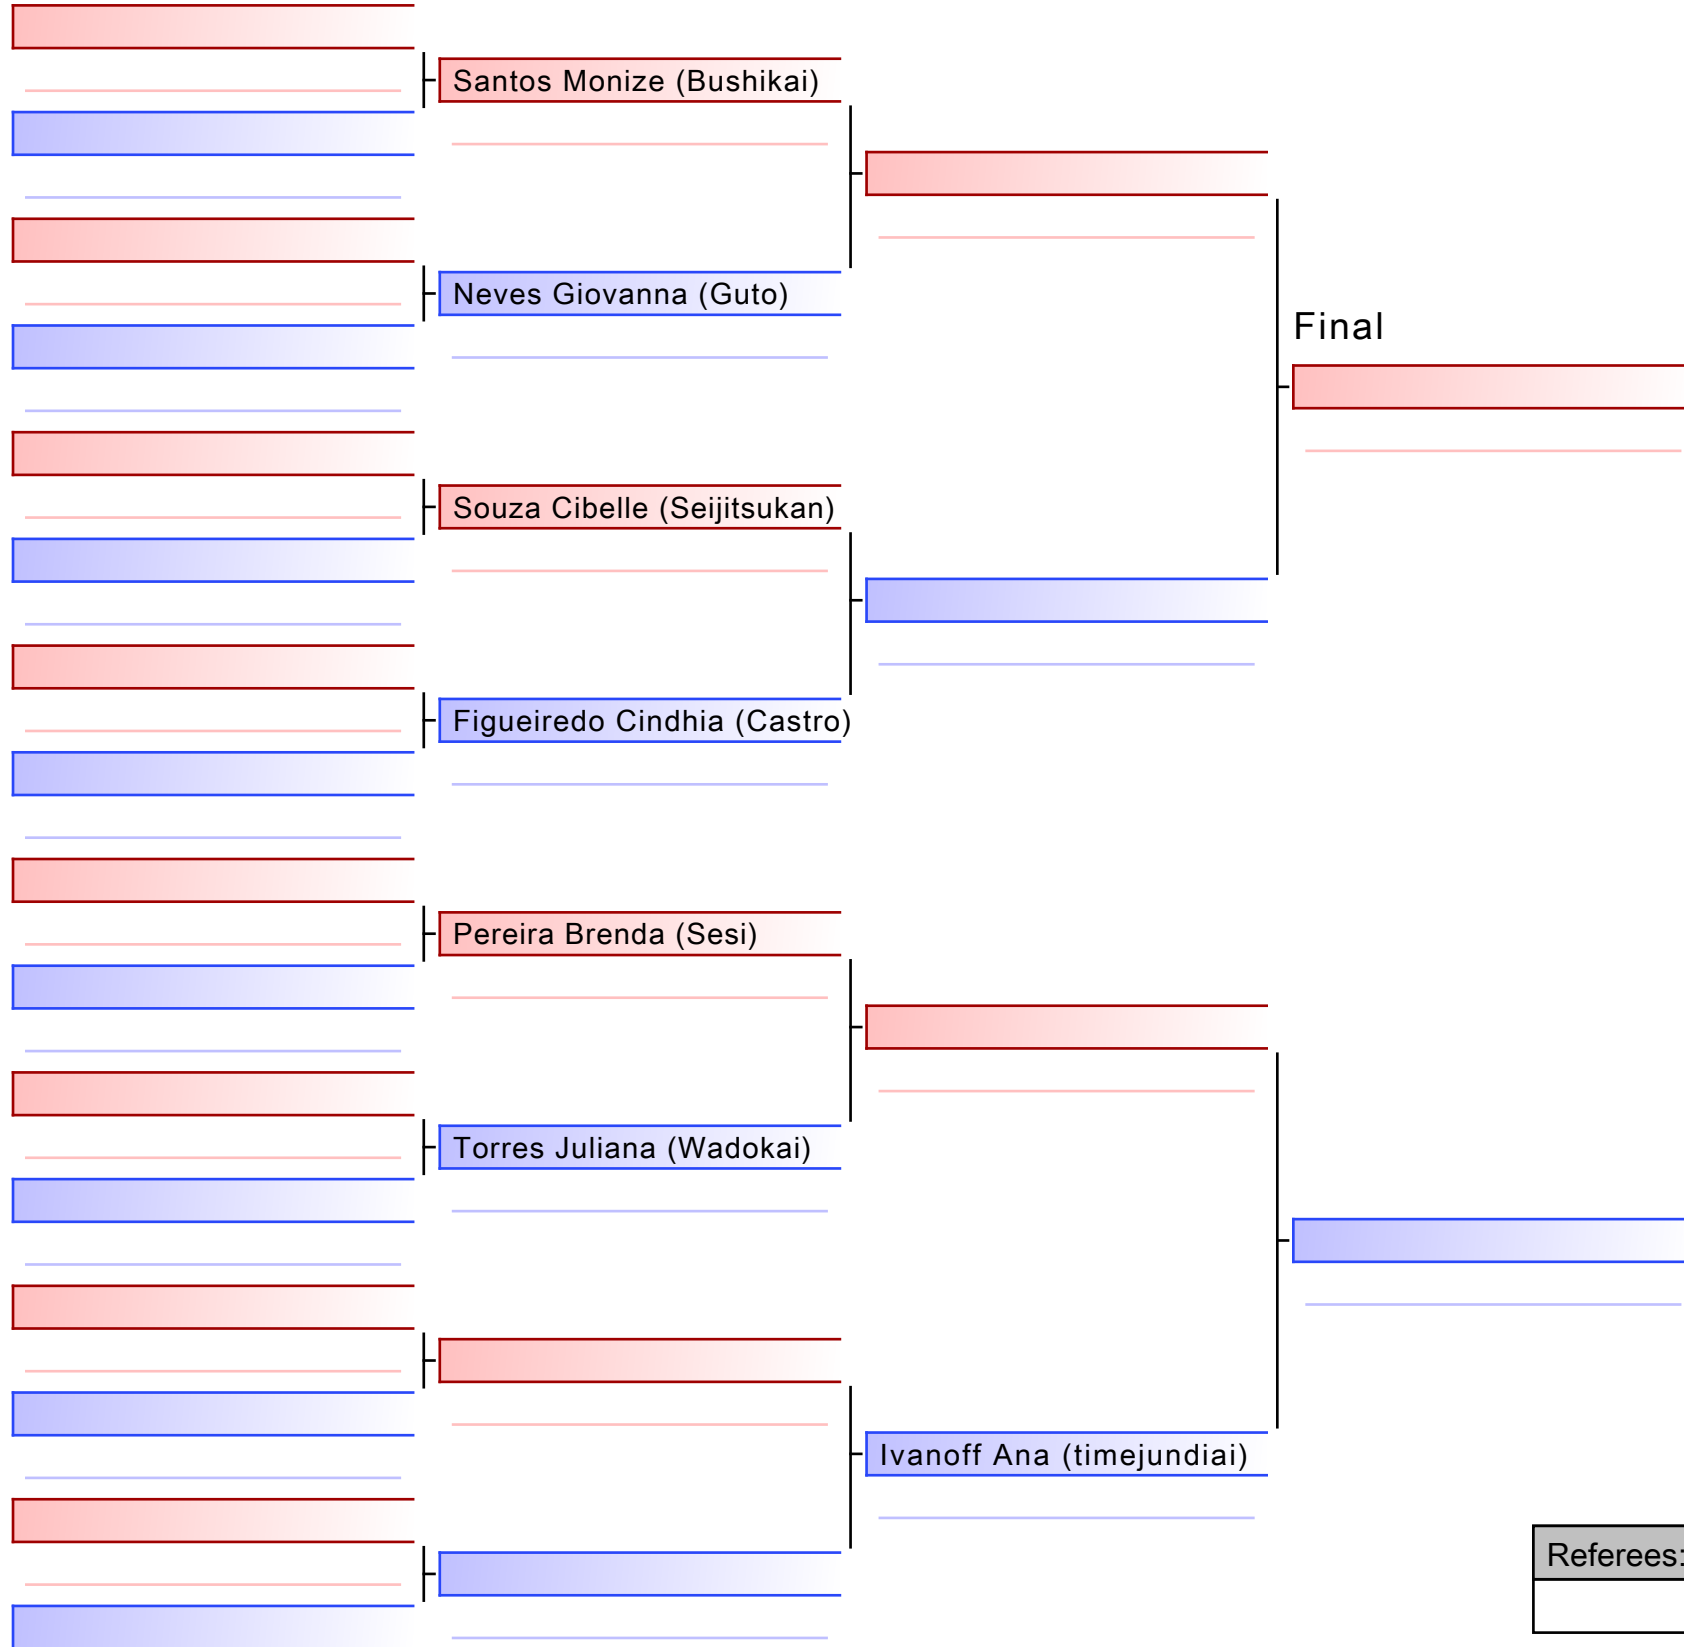 Santos Monize (Bushikai)
Neves Giovanna (Guto)
Final
Souza Cibelle (Seijitsukan)
Figueiredo Cindhia (Castro)
Pereira Brenda (Sesi)
Torres Juliana (Wadokai)
Ivanoff Ana (timejundiai)
Referees: